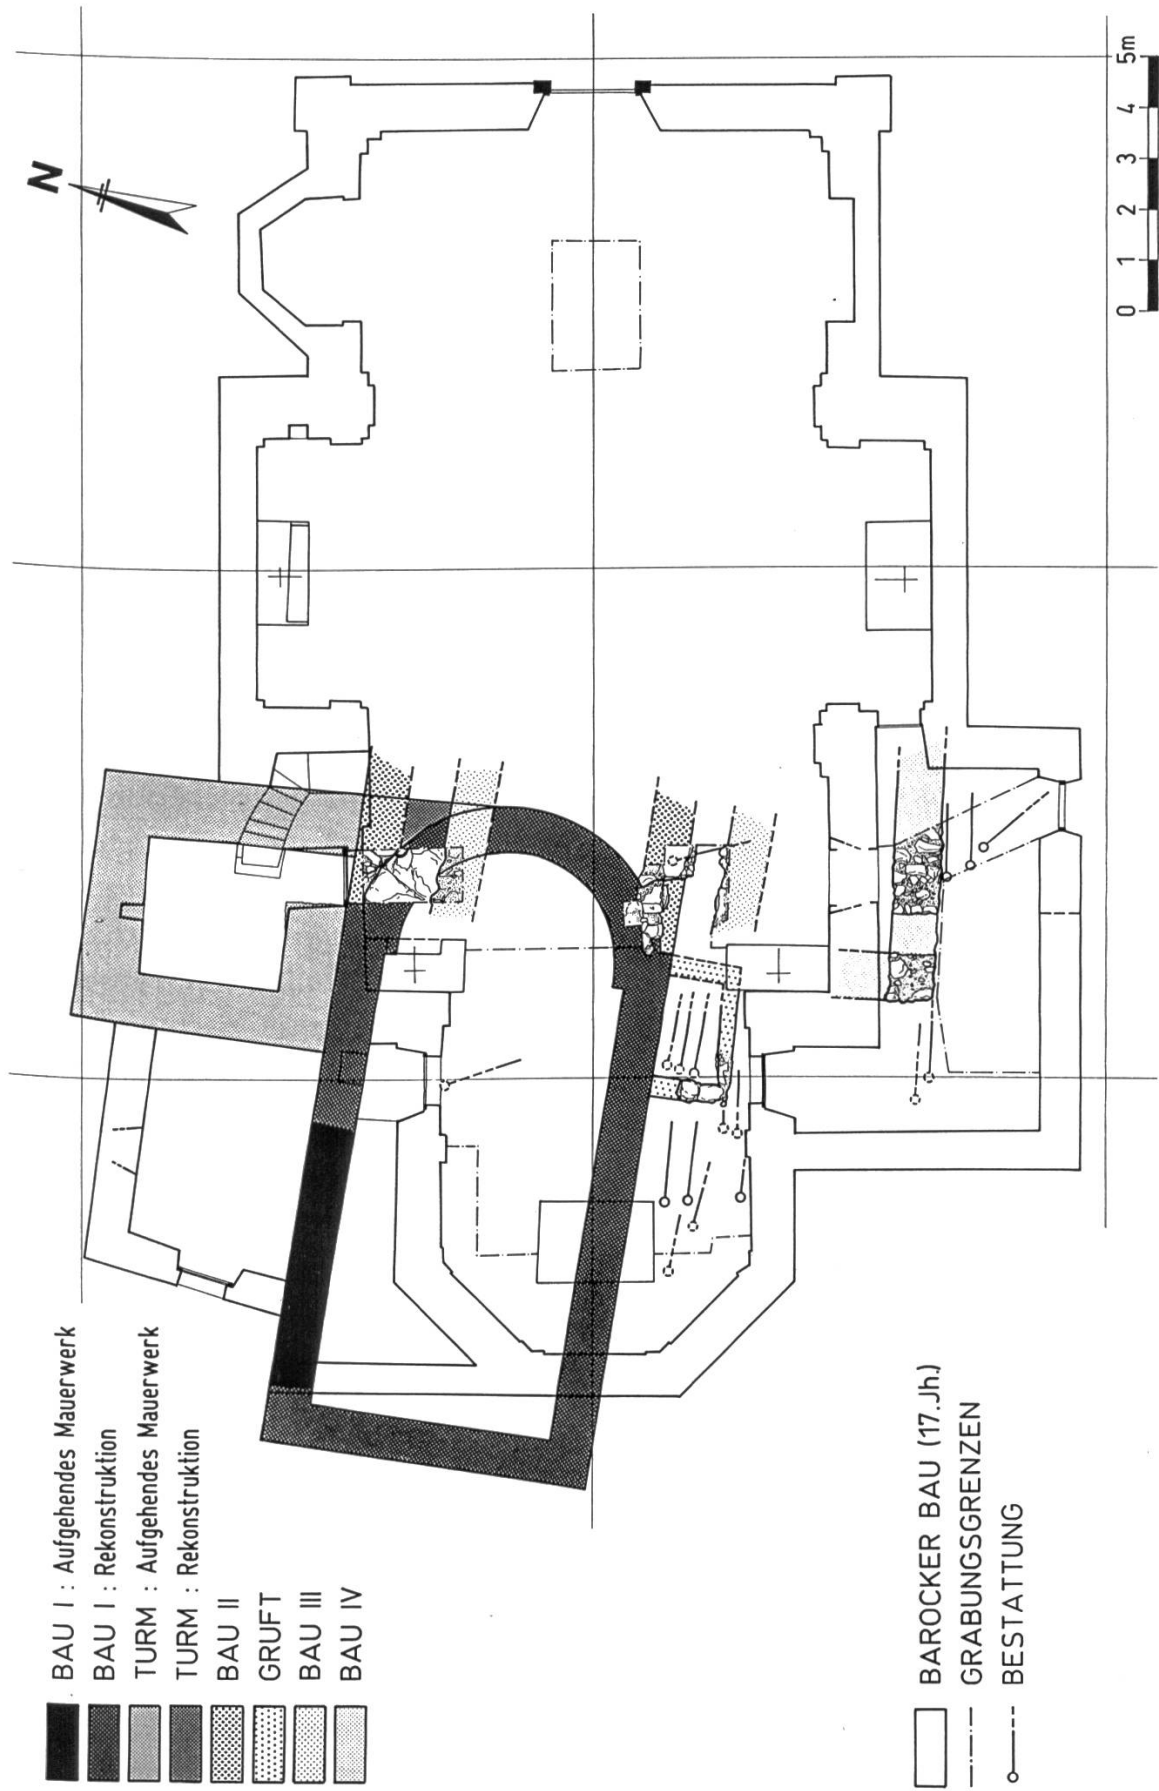 N
BAU I : Aufgehendes Mauerwerk
BAU I : Rekonstruktion
TURM : Aufgehendes Mauerwerk
TURM : Rekonstruktion
BAU II
GRUFT
BAU III
BAU IV
BAROCKER BAU (17.Jh.)
GRABUNGSGRENZEN
BESTATTUNG
0 1 2 3 4 5m